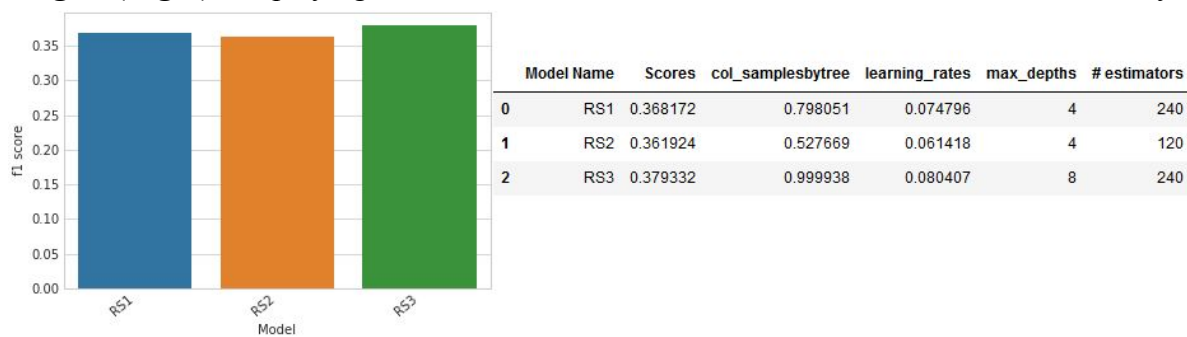 0.35
0.30
0.25
0.20
0.15
0.10
0.05
0.00
f1 score
RS1
RS2
RS3
Model
Model Name Scores col_samplesbytree learning_rates max_depths # estimators
0 RS1 0.368172 0.798051 0.074796 4 240
1 RS2 0.361924 0.527669 0.061418 4 120
2 RS3 0.379332 0.999938 0.080407 8 240